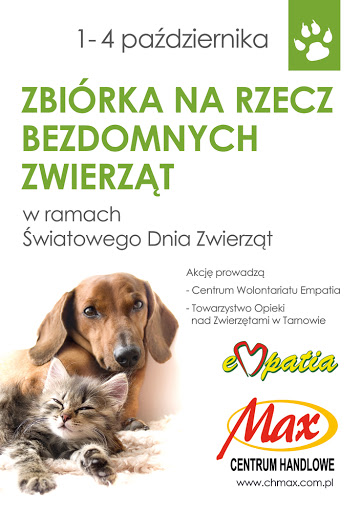 1- 4 października
ZBIÓRKA NA RZECZ
BEZDOMNYCH
ZWIERZĄT
w ramach
Światowego Dnia Zwierząt
Akcję prowadzą
- Centrum Wolontariatu Empatia
- Towarzystwo Opieki
nad Zwierzętami w Tarnowie
empatia
Max
CENTRUM HANDLOWE
www.chmax.com.pl